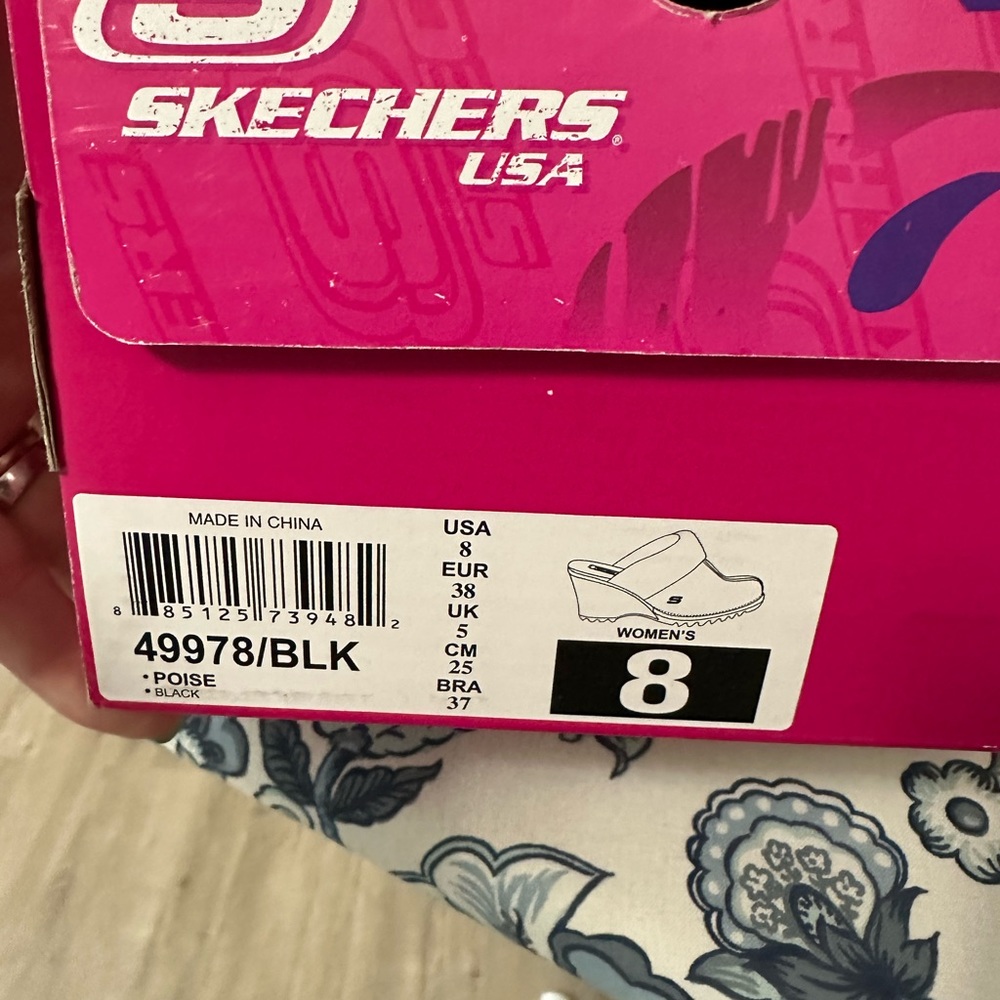 SKECHERS®
USA
MADE IN CHINA
8 85125 73948 2
49978/BLK
• POISE
• BLACK
USA
8
EUR
38
UK
5
CM
25
BRA
37
S
WOMEN'S
8